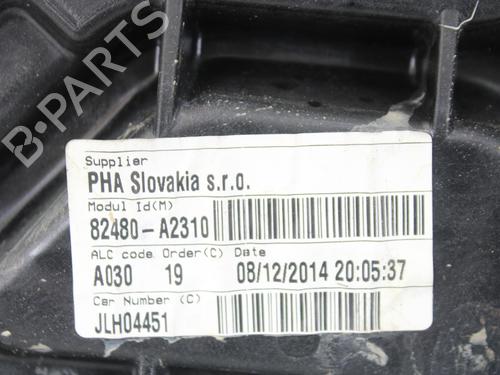 B-PARTS
Supplier
PHA Slovakia s.r.o.
Modul Id(M)
82480-A2310
ALC code Order(C) Date
A030 19 08/12/2014 20:05:37
Car Number (C)
JLH04451